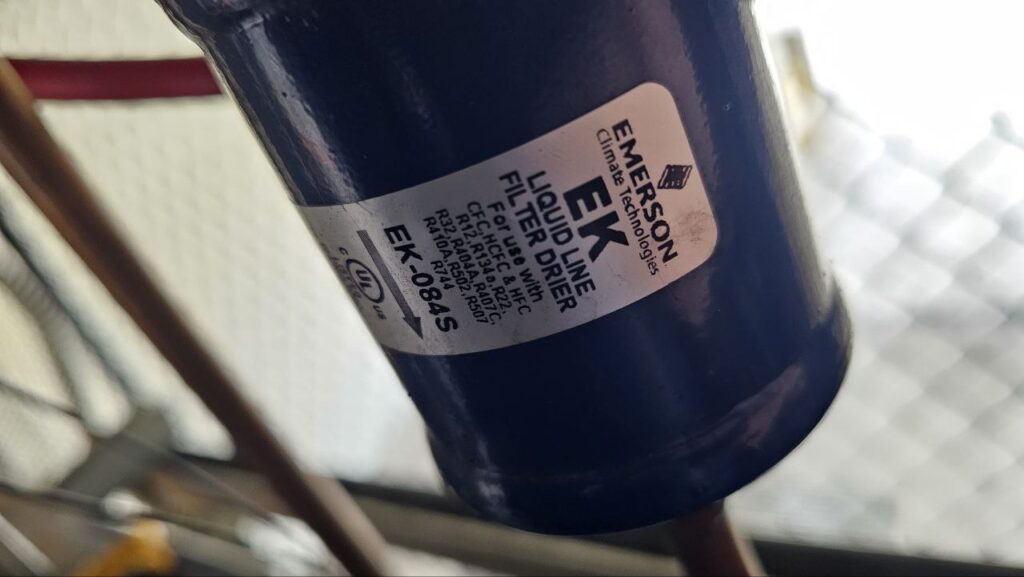 EMERSON
Climate Technologies
EK
LIQUID LINE
FILTER DRIER
For use with
CFC, HCFC & HFC
R12, R134a, R22,
R32, R404A, R407C,
R410A, R502, R507
R744
EK-084S
C UL